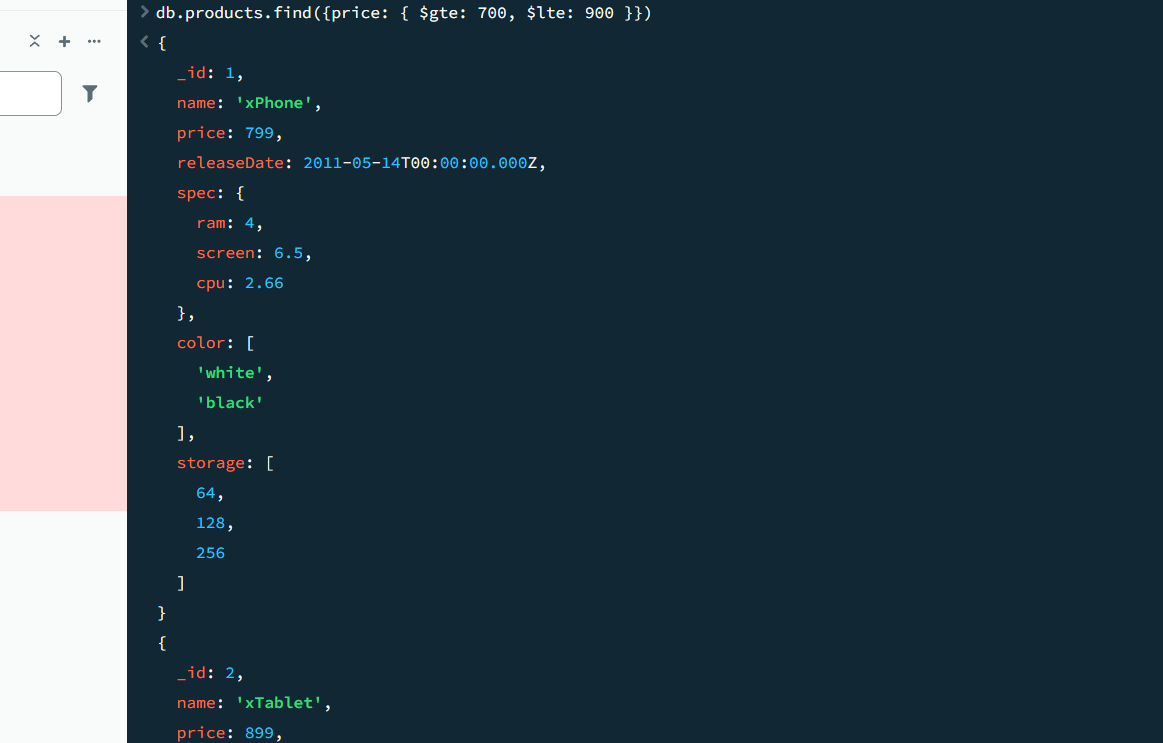 db.products.find({price: { $gte: 700, $lte: 900 }})
{
_id: 1,
name: 'xPhone',
price: 799,
releaseDate: 2011-05-14T00:00:00.000Z,
spec: {
ram: 4,
screen: 6.5,
cpu: 2.66
},
color: [
'white',
'black'
],
storage: [
64,
128,
256
]
}
{
_id: 2,
name: 'xTablet',
price: 899,